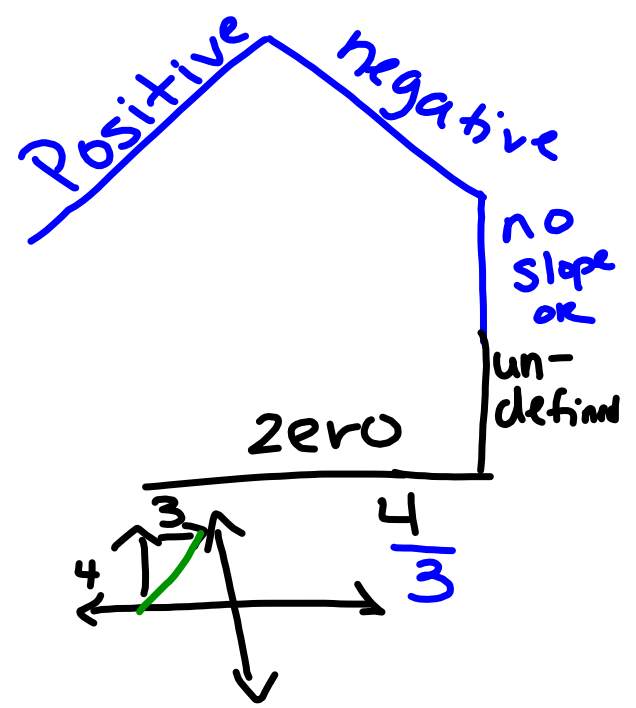 Positive
negative
no
slope
or
un-
defined
zero
3
4
4
3